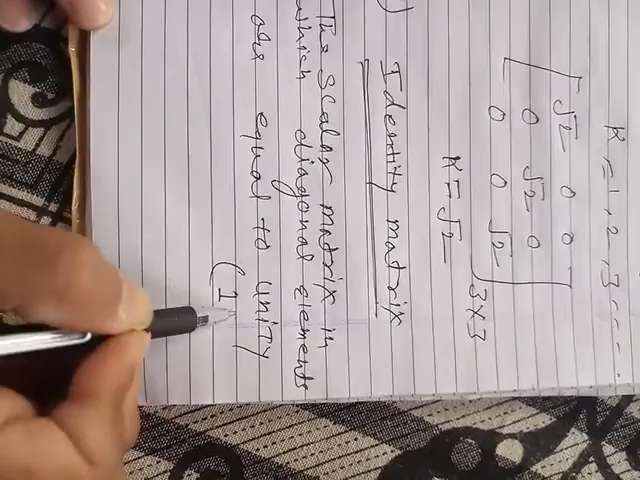 K = 1, 2, 3 - - - .
√2 0 0
0 √2 0
0 0 √2
3×3
K = √2
) Identity matrix
The Scalar matrix in
which diagonal elements
are equal to unity
(1